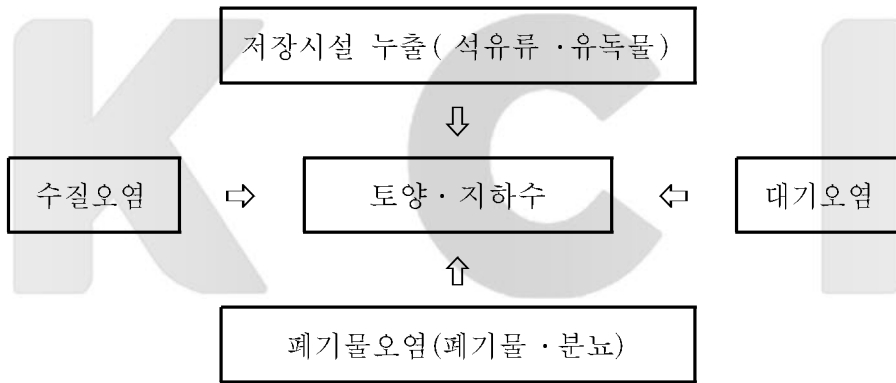 저장시설 누출( 석유류 ·유독물)
⇩
수질오염 ⇨ 토양 · 지하수 ⇦ 대기오염
⇧
폐기물오염(폐기물 · 분뇨)
KCI